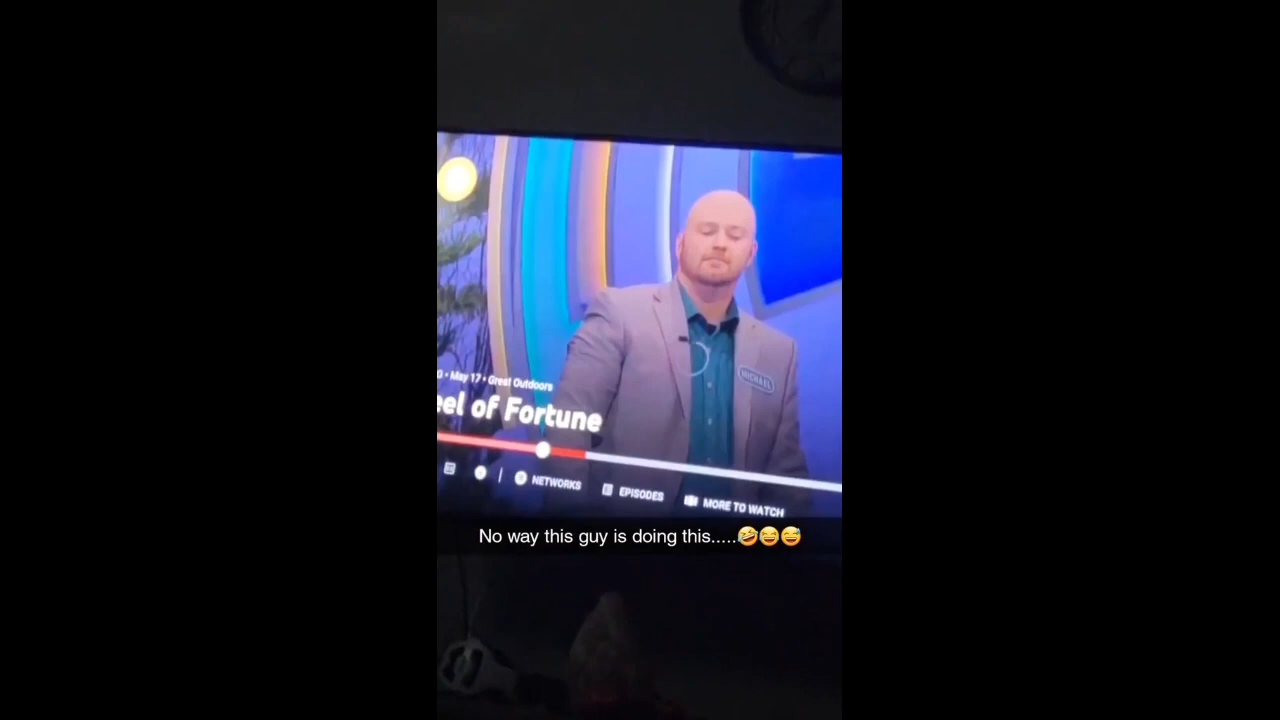 G • May 17 • Great Outdoors
eel of Fortune
MICHAEL
NETWORKS
EPISODES
MORE TO WATCH
No way this guy is doing this.....🤣😂😅